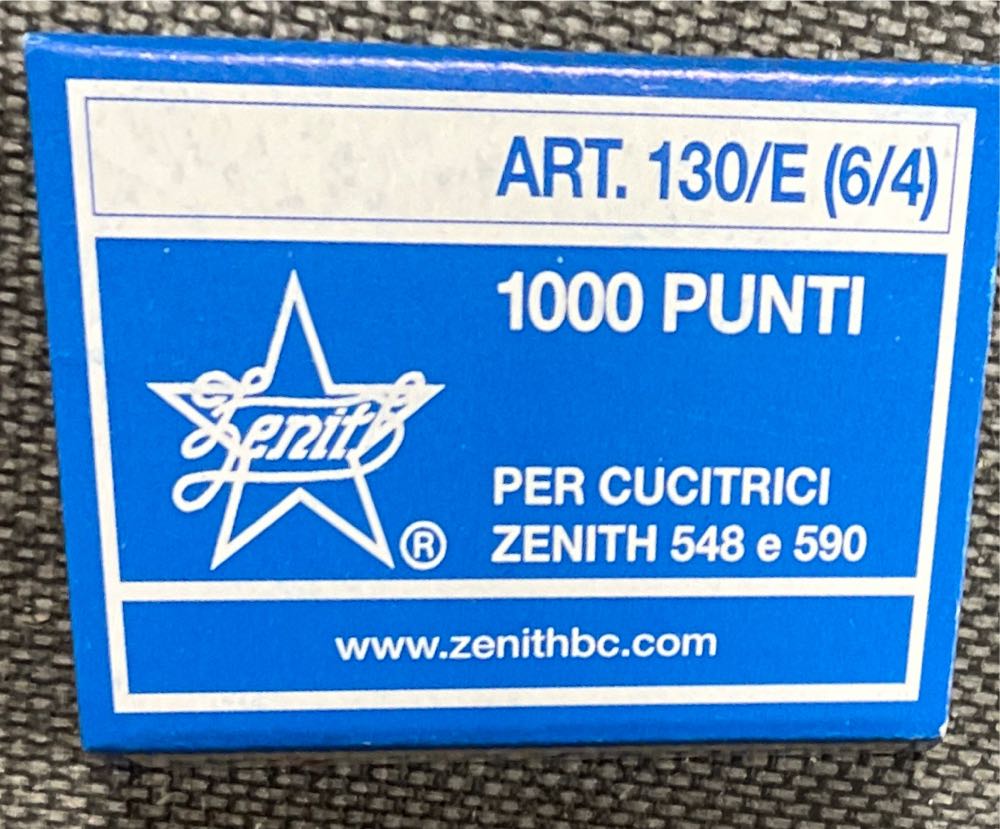 ART. 130/E (6/4)
1000 PUNTI
Zenith
®
PER CUCITRICI
ZENITH 548 e 590
www.zenithbc.com